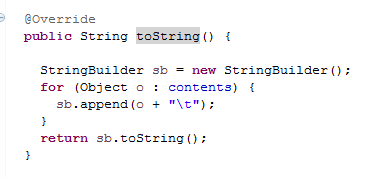 @Override
public String toString() {
StringBuilder sb = new StringBuilder();
for (Object o : contents) {
sb.append(o + "\t");
}
return sb.toString();
}